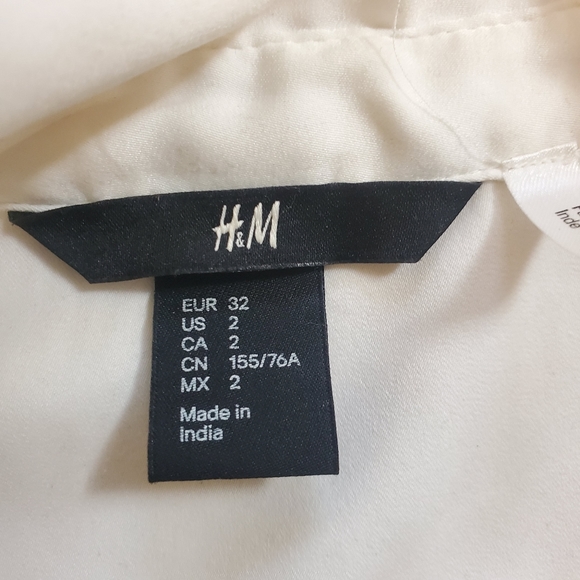 H&M
EUR 32
US 2
CA 2
CN 155/76A
MX 2
Made in
India